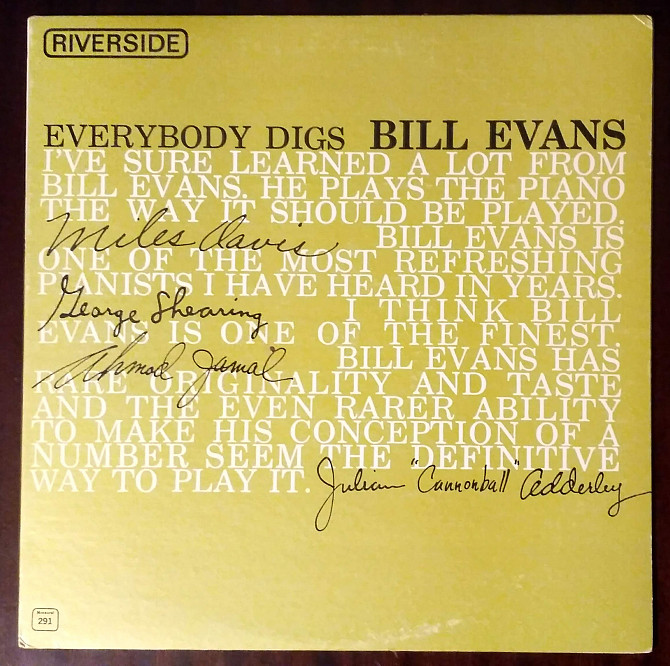 RIVERSIDE
EVERYBODY DIGS BILL EVANS
I'VE SURE LEARNED A LOT FROM
BILL EVANS. HE PLAYS THE PIANO
THE WAY IT SHOULD BE PLAYED.
Miles Davis BILL EVANS IS
ONE OF THE MOST REFRESHING
PIANISTS I HAVE HEARD IN YEARS.
George Shearing I THINK BILL
EVANS IS ONE OF THE FINEST.
Ahmad Jamal BILL EVANS HAS
RARE ORIGINALITY AND TASTE
AND THE EVEN RARER ABILITY
TO MAKE HIS CONCEPTION OF A
NUMBER SEEM THE DEFINITIVE
WAY TO PLAY IT. Julian "Cannonball" Adderley
Monaural
291